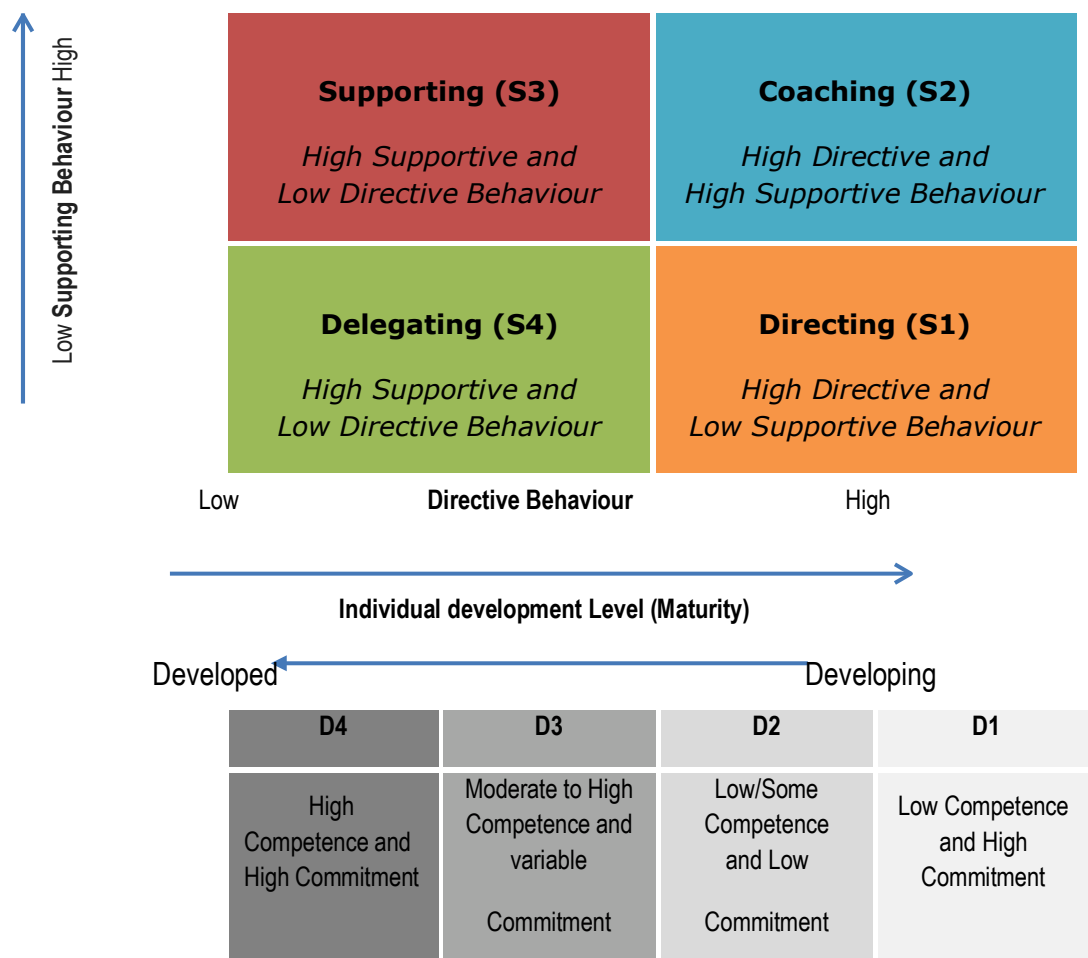 Low Supporting Behaviour High
Supporting (S3)
High Supportive and
Low Directive Behaviour
Coaching (S2)
High Directive and
High Supportive Behaviour
Delegating (S4)
High Supportive and
Low Directive Behaviour
Directing (S1)
High Directive and
Low Supportive Behaviour
Low Directive Behaviour High
Individual development Level (Maturity)
Developed Developing
D4
High
Competence and
High Commitment
D3
Moderate to High
Competence and
variable
Commitment
D2
Low/Some
Competence
and Low
Commitment
D1
Low Competence
and High
Commitment